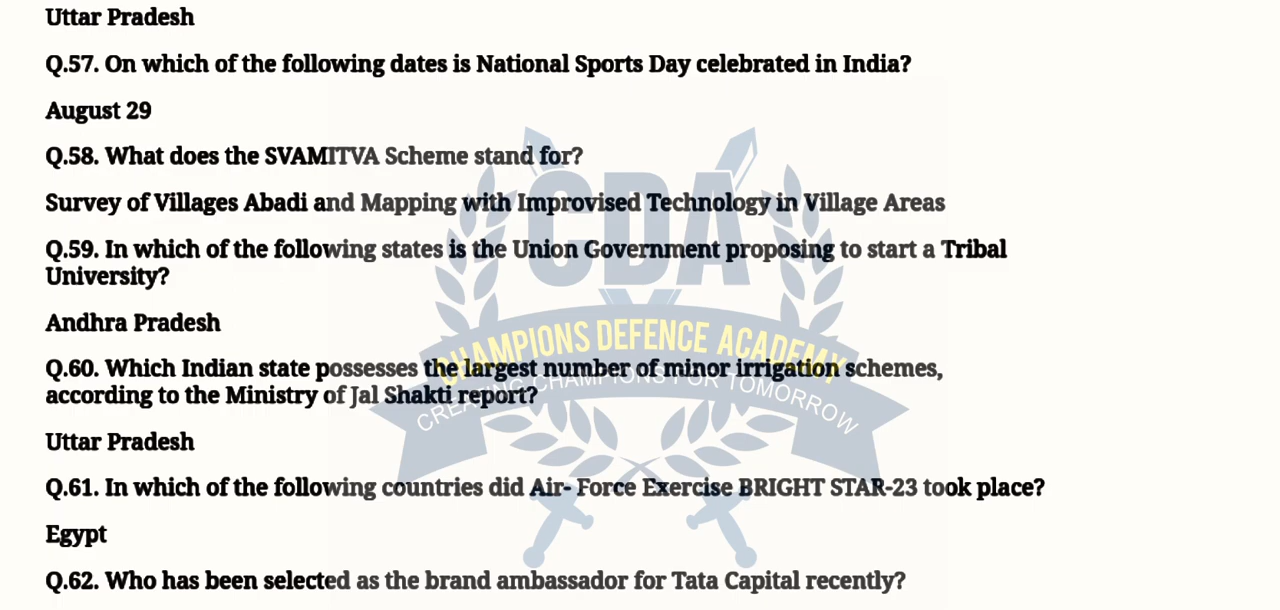 Uttar Pradesh
Q.57. On which of the following dates is National Sports Day celebrated in India?
August 29
Q.58. What does the SVAMITVA Scheme stand for?
Survey of Villages Abadi and Mapping with Improvised Technology in Village Areas
Q.59. In which of the following states is the Union Government proposing to start a Tribal
University?
Andhra Pradesh
Q.60. Which Indian state possesses the largest number of minor irrigation schemes,
according to the Ministry of Jal Shakti report?
Uttar Pradesh
Q.61. In which of the following countries did Air- Force Exercise BRIGHT STAR-23 took place?
Egypt
Q.62. Who has been selected as the brand ambassador for Tata Capital recently?
CDA
CHAMPIONS DEFENCE ACADEMY
CREATING CHAMPIONS FOR TOMORROW